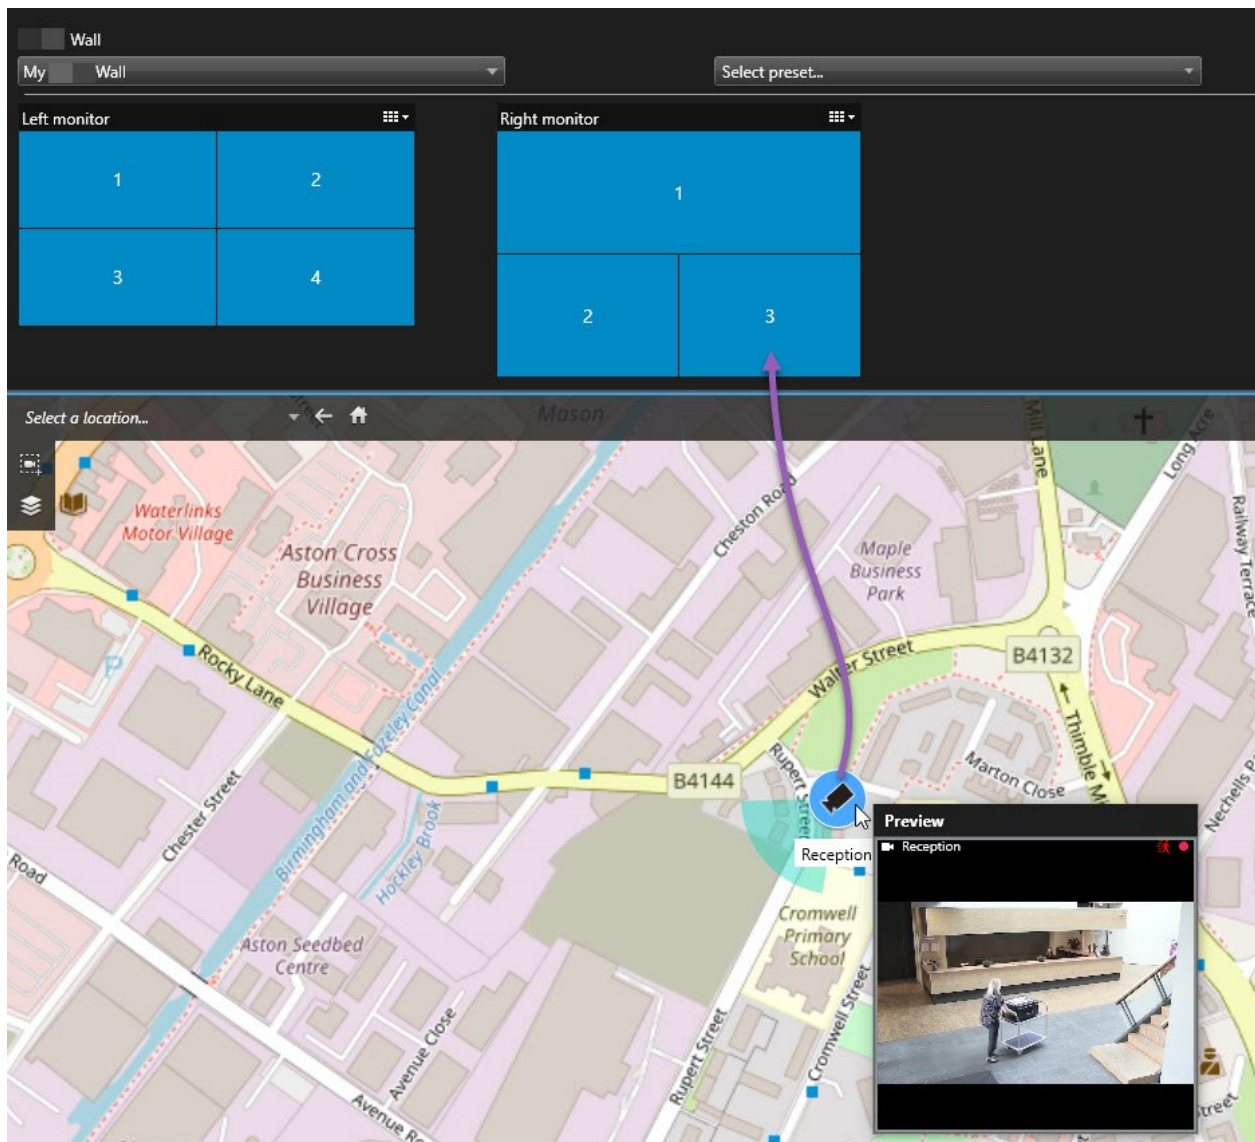 Wall
My Wall
Select preset...
Left monitor
Right monitor
1
2
3
4
1
2
3
Select a location...
Mason
Mill Lane
Long Acre
Railway Terrace
Waterlinks
Motor Village
Aston Cross
Business
Village
Cheston Road
Maple
Business
Park
P
Rocky Lane
Walter Street
B4132
Thimble Mi
Birmingham and Fazeley Canal
B4144
Rupert Street
Marton Close
Nechells P
Chester Street
Hockley Brook
Road
Reception
Preview
Reception
Aston Seedbed
Centre
Cromwell
Primary
School
Avenue Close
Rupert Street
Cromwell Street
Avenue Ro
Street